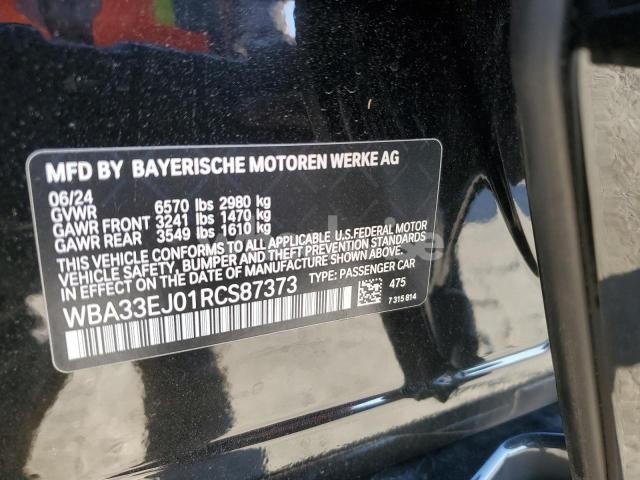 MFD BY BAYERISCHE MOTOREN WERKE AG
06/24
GVWR 6570 lbs 2980 kg
GAWR FRONT 3241 lbs 1470 kg
GAWR REAR 3549 lbs 1610 kg
THIS VEHICLE CONFORMS TO ALL APPLICABLE U.S.FEDERAL MOTOR
VEHICLE SAFETY, BUMPER AND THEFT PREVENTION STANDARDS
IN EFFECT ON THE DATE OF MANUFACTURE SHOWN ABOVE.
WBA33EJ01RCS87373 TYPE: PASSENGER CAR
475
7 315 814